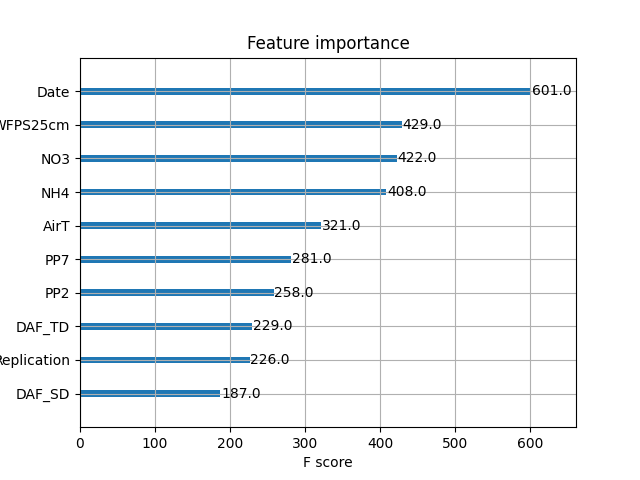 Feature importance
Date 601.0
WFPS25cm 429.0
NO3 422.0
NH4 408.0
AirT 321.0
PP7 281.0
PP2 258.0
DAF_TD 229.0
Replication 226.0
DAF_SD 187.0
0 100 200 300 400 500 600
F score